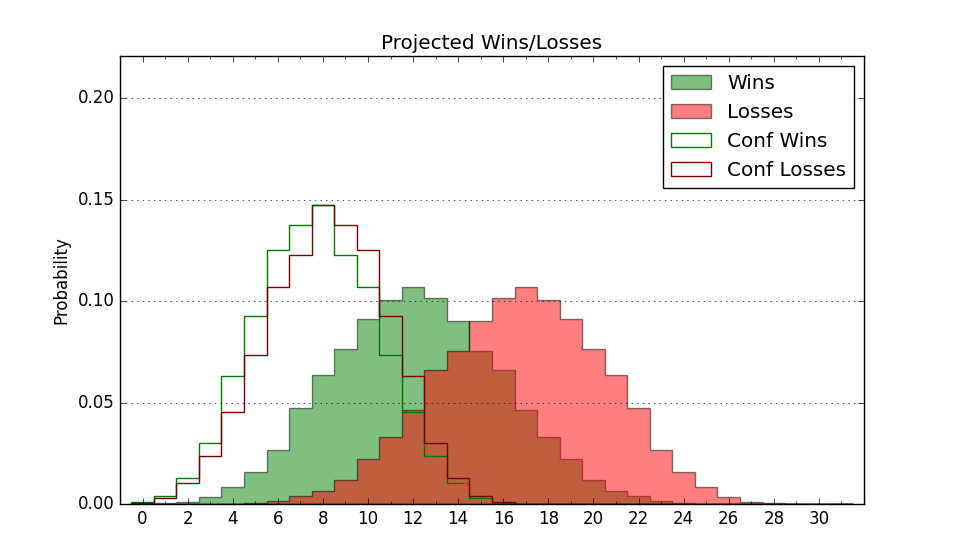 Projected Wins/Losses
Wins
Losses
Conf Wins
Conf Losses
Probability
0.20
0.15
0.10
0.05
0.00
0 2 4 6 8 10 12 14 16 18 20 22 24 26 28 30